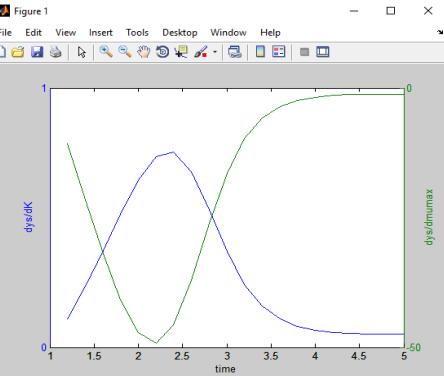 Figure 1
File Edit View Insert Tools Desktop Window Help
1
0
dys/dK
dys/dmumax
0
-50
1 1.5 2 2.5 3 3.5 4 4.5 5
time